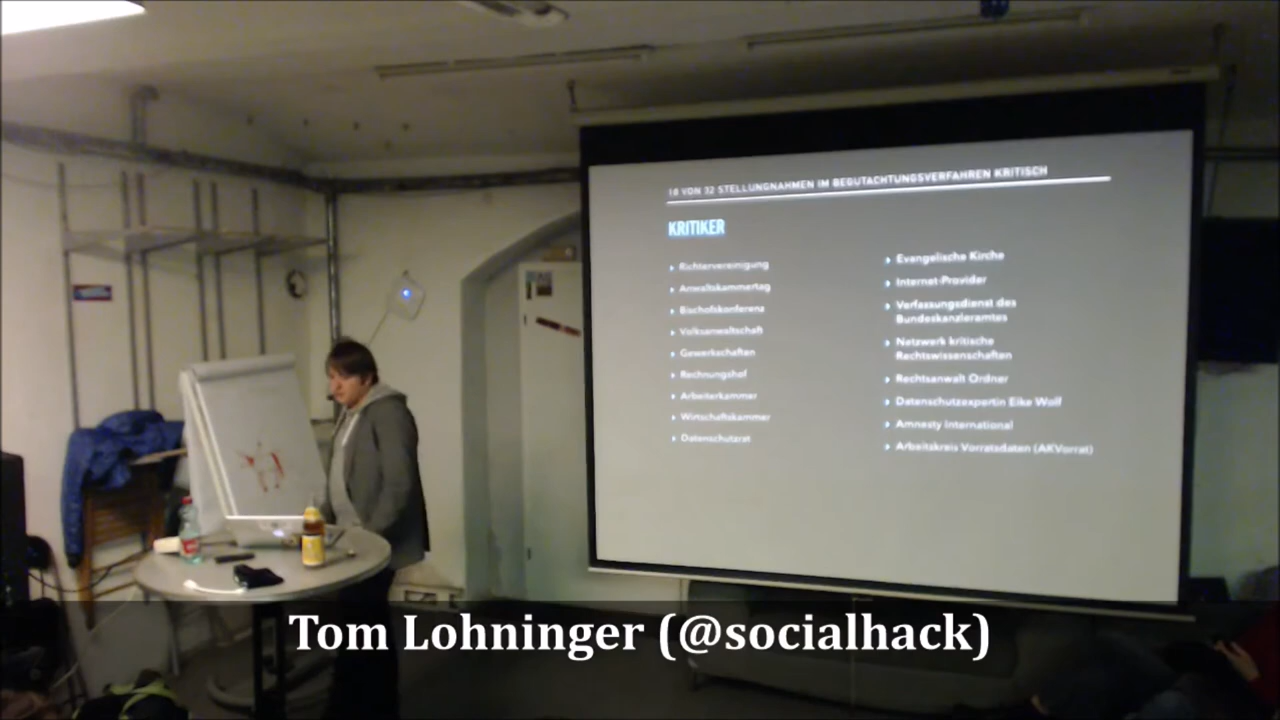 18 VON 32 STELLUNGNAHMEN IM BEGUTACHTUNGSVERFAHREN KRITISCH
KRITIKER
Richtervereinigung
Anwaltskammertag
Bischofskonferenz
Volksanwaltschaft
Gewerkschaften
Rechnungshof
Arbeiterkammer
Wirtschaftskammer
Datenschutzrat
Evangelische Kirche
Internet-Provider
Verfassungsdienst des
Bundeskanzleramtes
Netzwerk kritische
Rechtswissenschaften
Rechtsanwalt Ordner
Datenschutzexpertin Eike Wolf
Amnesty International
Arbeitskreis Vorratsdaten (AKVorrat)
Tom Lohninger (@socialhack)